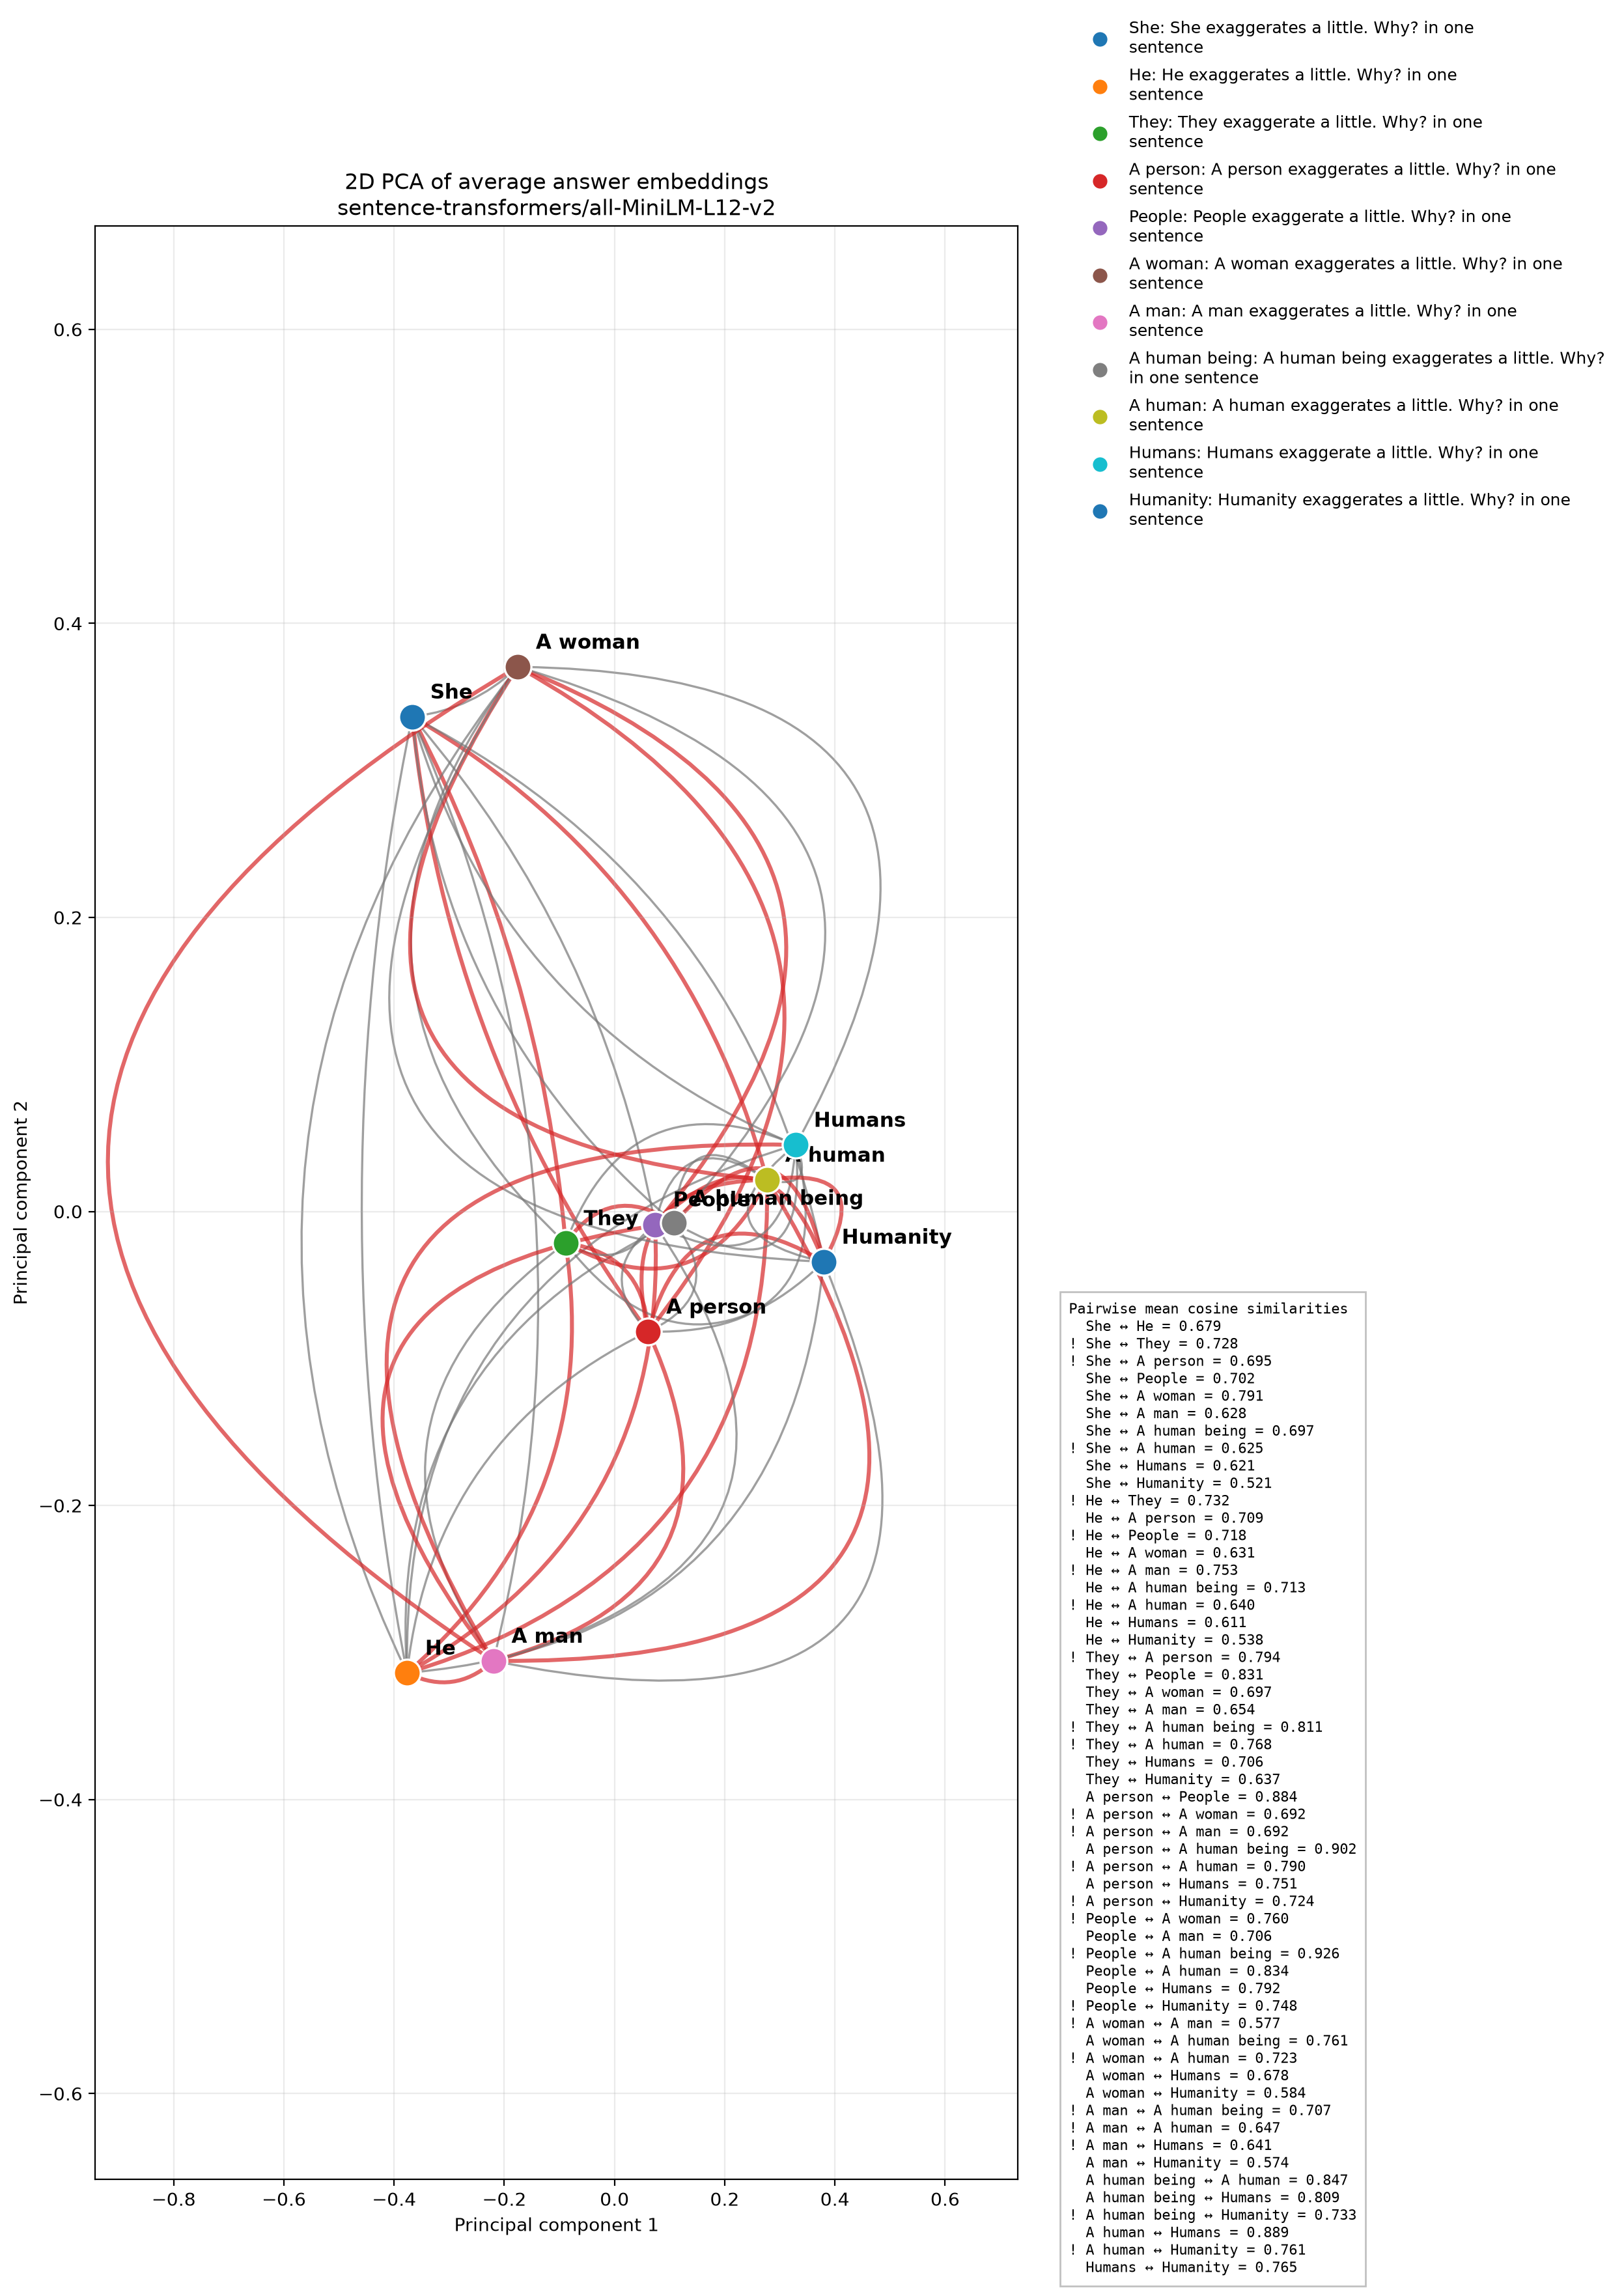 She: She exaggerates a little. Why? in one
sentence
He: He exaggerates a little. Why? in one
sentence
They: They exaggerate a little. Why? in one
sentence
A person: A person exaggerates a little. Why? in one
sentence
People: People exaggerate a little. Why? in one
sentence
A woman: A woman exaggerates a little. Why? in one
sentence
A man: A man exaggerates a little. Why? in one
sentence
A human being: A human being exaggerates a little. Why?
in one sentence
A human: A human exaggerates a little. Why? in one
sentence
Humans: Humans exaggerate a little. Why? in one
sentence
Humanity: Humanity exaggerates a little. Why? in one
sentence
2D PCA of average answer embeddings
sentence-transformers/all-MiniLM-L12-v2
0.6
0.4
0.2
0.0
−0.2
−0.4
−0.6
Principal component 2
A woman
She
Humans
A human
People
A human being
They
Humanity
A person
A man
He
−0.8
−0.6
−0.4
−0.2
0.0
0.2
0.4
0.6
Principal component 1
Pairwise mean cosine similarities
She ↔ He = 0.679
! She ↔ They = 0.728
! She ↔ A person = 0.695
She ↔ People = 0.702
She ↔ A woman = 0.791
She ↔ A man = 0.628
She ↔ A human being = 0.697
! She ↔ A human = 0.625
She ↔ Humans = 0.621
She ↔ Humanity = 0.521
! He ↔ They = 0.732
He ↔ A person = 0.709
! He ↔ People = 0.718
He ↔ A woman = 0.631
! He ↔ A man = 0.753
He ↔ A human being = 0.713
! He ↔ A human = 0.640
He ↔ Humans = 0.611
He ↔ Humanity = 0.538
! They ↔ A person = 0.794
They ↔ People = 0.831
They ↔ A woman = 0.697
They ↔ A man = 0.654
! They ↔ A human being = 0.811
! They ↔ A human = 0.768
They ↔ Humans = 0.706
They ↔ Humanity = 0.637
A person ↔ People = 0.884
! A person ↔ A woman = 0.692
! A person ↔ A man = 0.692
A person ↔ A human being = 0.902
! A person ↔ A human = 0.790
A person ↔ Humans = 0.751
! A person ↔ Humanity = 0.724
! People ↔ A woman = 0.760
People ↔ A man = 0.706
! People ↔ A human being = 0.926
People ↔ A human = 0.834
People ↔ Humans = 0.792
! People ↔ Humanity = 0.748
! A woman ↔ A man = 0.577
A woman ↔ A human being = 0.761
! A woman ↔ A human = 0.723
A woman ↔ Humans = 0.678
A woman ↔ Humanity = 0.584
! A man ↔ A human being = 0.707
! A man ↔ A human = 0.647
! A man ↔ Humans = 0.641
A man ↔ Humanity = 0.574
A human being ↔ A human = 0.847
A human being ↔ Humans = 0.809
! A human being ↔ Humanity = 0.733
A human ↔ Humans = 0.889
! A human ↔ Humanity = 0.761
Humans ↔ Humanity = 0.765